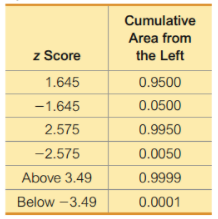 Cumulative
Area from
z Score the Left
1.645 0.9500
−1.645 0.0500
2.575 0.9950
−2.575 0.0050
Above 3.49 0.9999
Below −3.49 0.0001